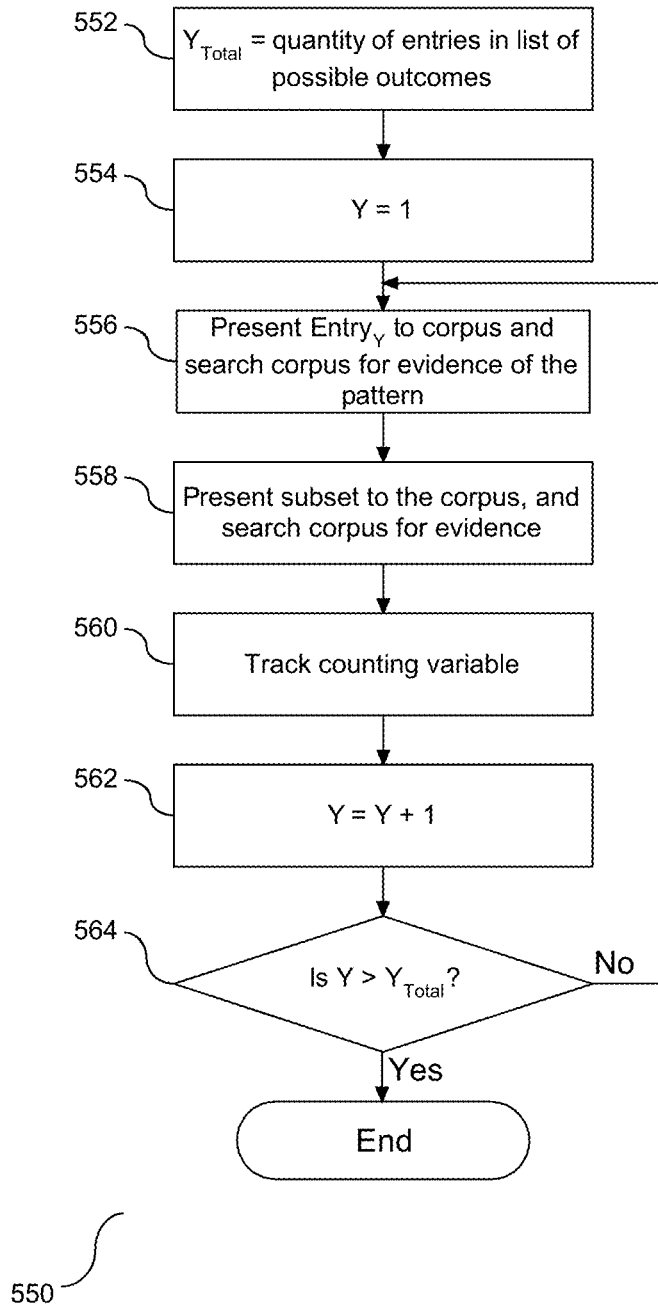 552
Y_Total = quantity of entries in list of
possible outcomes
554
Y = 1
556
Present Entry_Y to corpus and
search corpus for evidence of the
pattern
558
Present subset to the corpus, and
search corpus for evidence
560
Track counting variable
562
Y = Y + 1
564
Is Y > Y_Total?
No
Yes
End
550